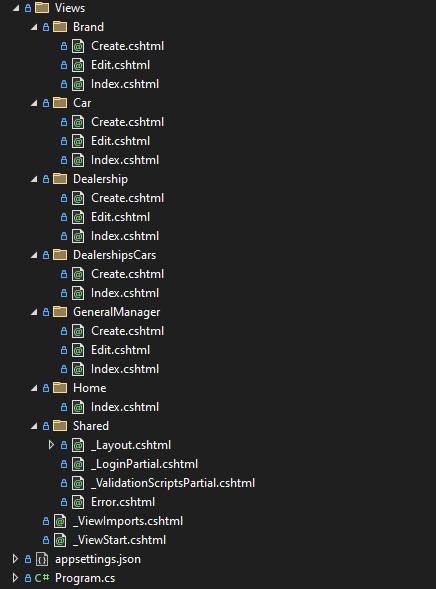 Views
Brand
Create.cshtml
Edit.cshtml
Index.cshtml
Car
Create.cshtml
Edit.cshtml
Index.cshtml
Dealership
Create.cshtml
Edit.cshtml
Index.cshtml
DealershipsCars
Create.cshtml
Index.cshtml
GeneralManager
Create.cshtml
Edit.cshtml
Index.cshtml
Home
Index.cshtml
Shared
_Layout.cshtml
_LoginPartial.cshtml
_ValidationScriptsPartial.cshtml
Error.cshtml
_ViewImports.cshtml
_ViewStart.cshtml
appsettings.json
C# Program.cs